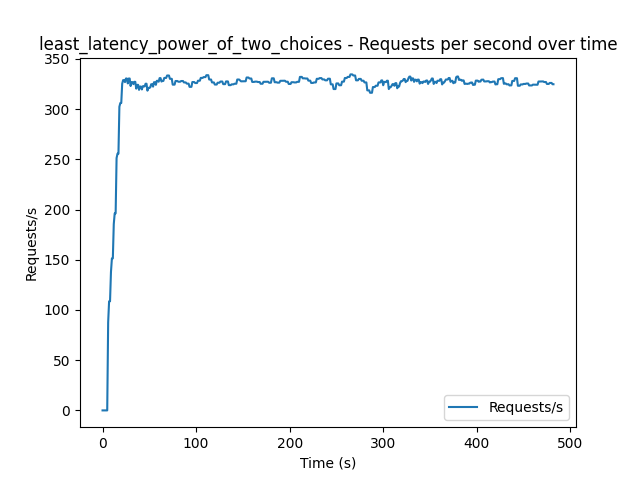 least_latency_power_of_two_choices - Requests per second over time
350
300
250
200
150
100
50
0
Requests/s
Requests/s
0 100 200 300 400 500
Time (s)